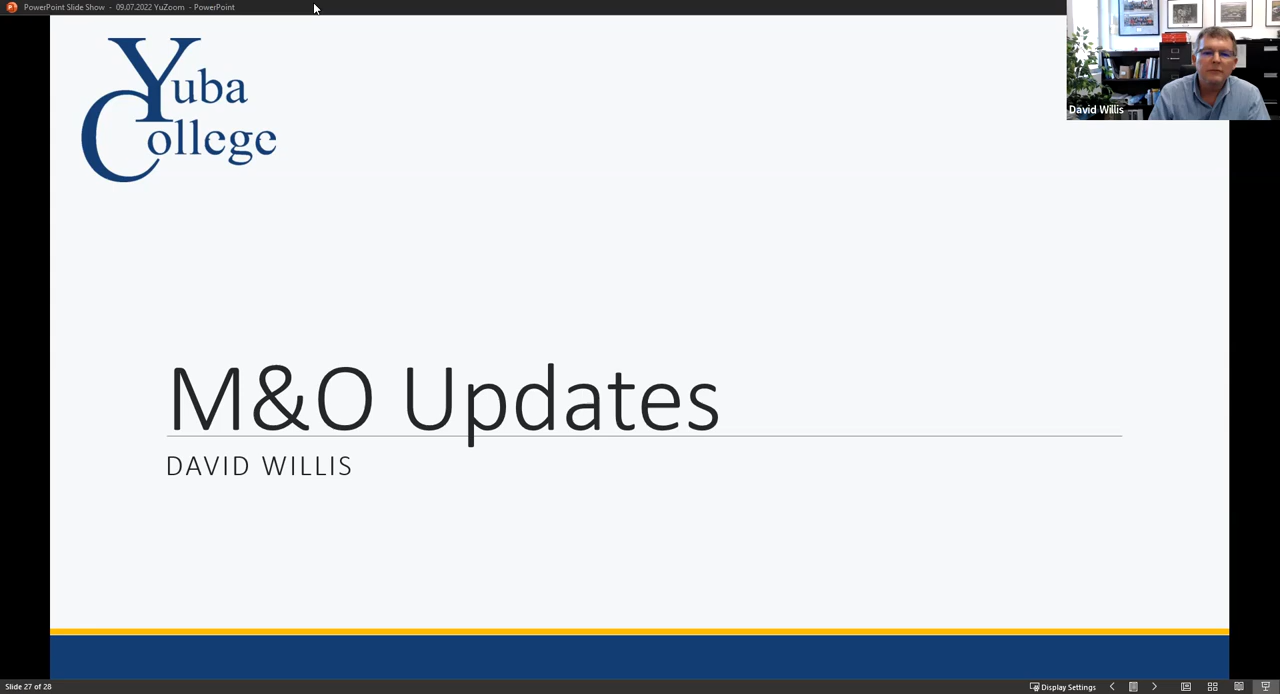 PowerPoint Slide Show - 09.07.2022 YuZoom - PowerPoint
David Willis
Yuba
College
M&O Updates
DAVID WILLIS
Slide 27 of 28
Display Settings